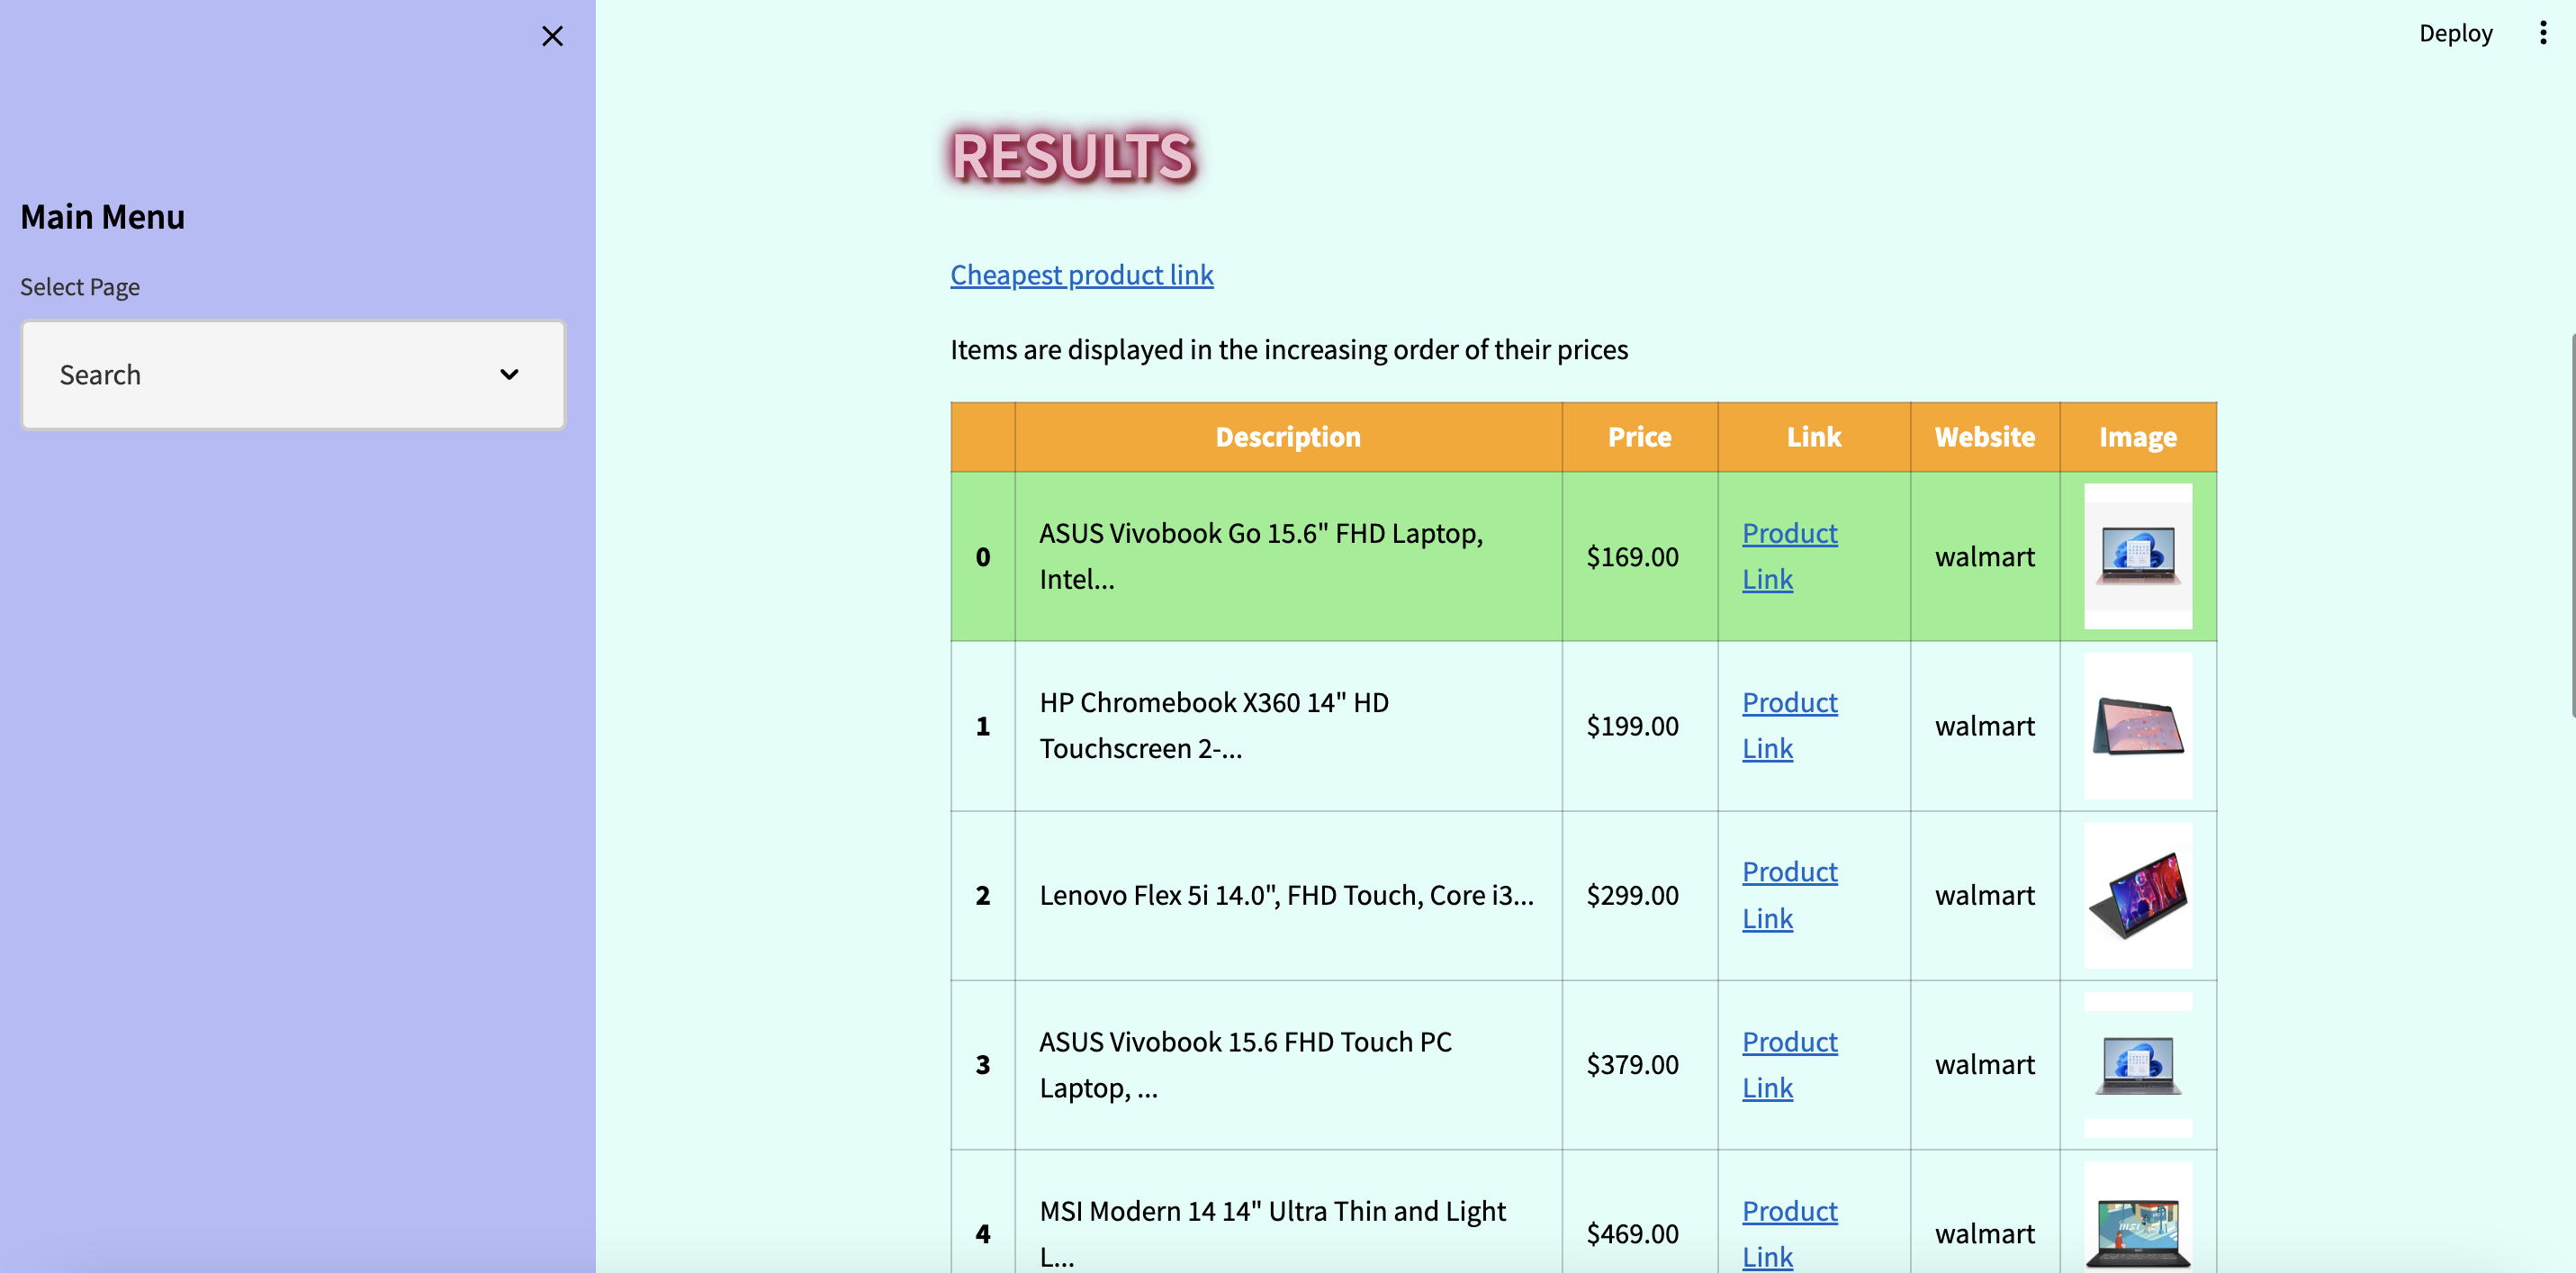 Deploy
Main Menu
Select Page
Search
RESULTS
Cheapest product link
Items are displayed in the increasing order of their prices
Description Price Link Website Image
0 ASUS Vivobook Go 15.6" FHD Laptop, Intel... $169.00 Product Link walmart
1 HP Chromebook X360 14" HD Touchscreen 2-... $199.00 Product Link walmart
2 Lenovo Flex 5i 14.0", FHD Touch, Core i3... $299.00 Product Link walmart
3 ASUS Vivobook 15.6 FHD Touch PC Laptop, ... $379.00 Product Link walmart
4 MSI Modern 14 14" Ultra Thin and Light L... $469.00 Product Link walmart
msi